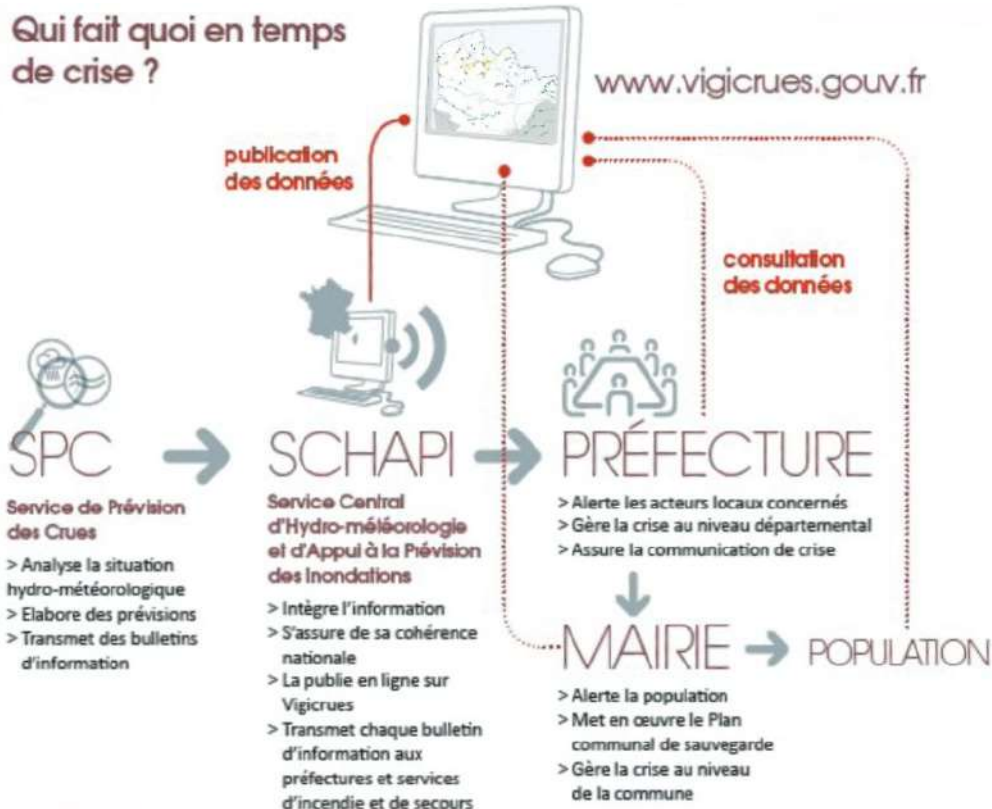 Qui fait quoi en temps
de crise ?
www.vigicrues.gouv.fr
publication
des données
consultation
des données
SPC
Service de Prévision
des Crues
> Analyse la situation
hydro-météorologique
> Elabore des prévisions
> Transmet des bulletins
d'information
SCHAPI
Service Central
d'Hydro-météorologie
et d'Appui à la Prévision
des Inondations
> Intègre l'information
> S'assure de sa cohérence
nationale
> La publie en ligne sur
Vigicrues
> Transmet chaque bulletin
d'information aux
préfectures et services
d'incendie et de secours
PRÉFECTURE
> Alerte les acteurs locaux concernés
> Gère la crise au niveau départemental
> Assure la communication de crise
MAIRIE
> Alerte la population
> Met en œuvre le Plan
communal de sauvegarde
> Gère la crise au niveau
de la commune
POPULATION